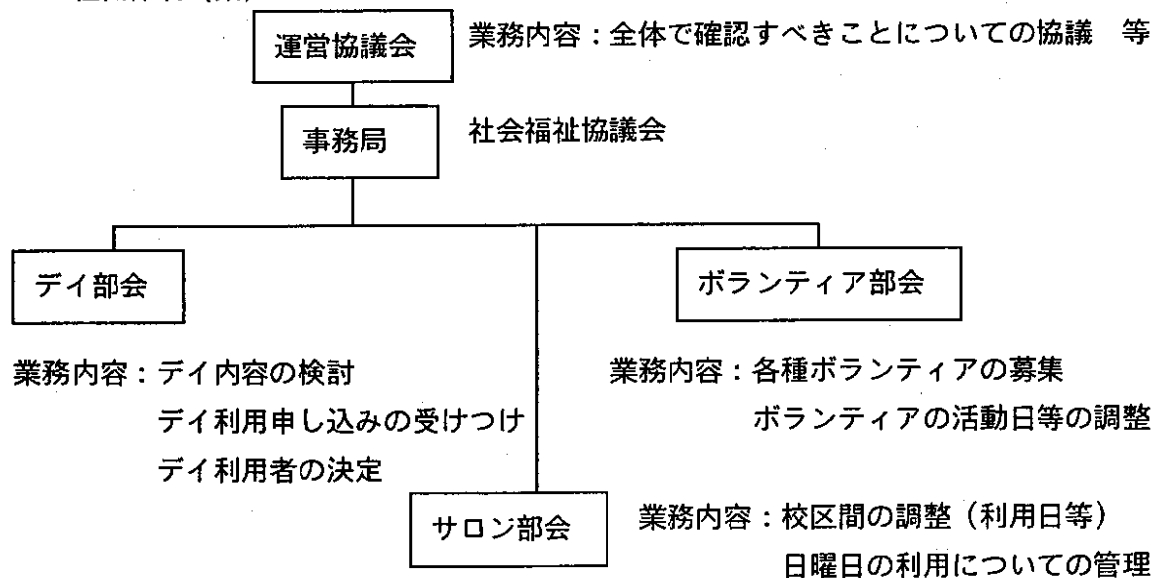 運営協議会
業務内容：全体で確認すべきことについての協議　等
事務局
社会福祉協議会
デイ部会
ボランティア部会
業務内容：デイ内容の検討
デイ利用申し込みの受けつけ
デイ利用者の決定
業務内容：各種ボランティアの募集
ボランティアの活動日等の調整
サロン部会
業務内容：校区間の調整（利用日等）
日曜日の利用についての管理